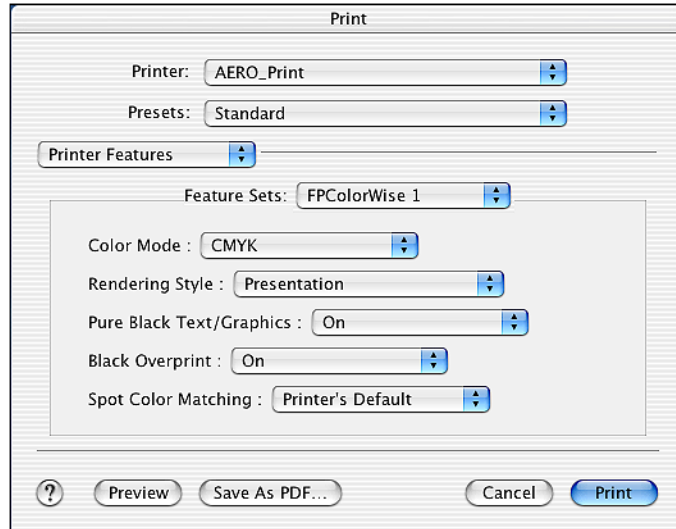 Print
Printer: AERO_Print
Presets: Standard
Printer Features
Feature Sets: FPColorWise 1
Color Mode : CMYK
Rendering Style : Presentation
Pure Black Text/Graphics : On
Black Overprint : On
Spot Color Matching : Printer's Default
? Preview Save As PDF... Cancel Print